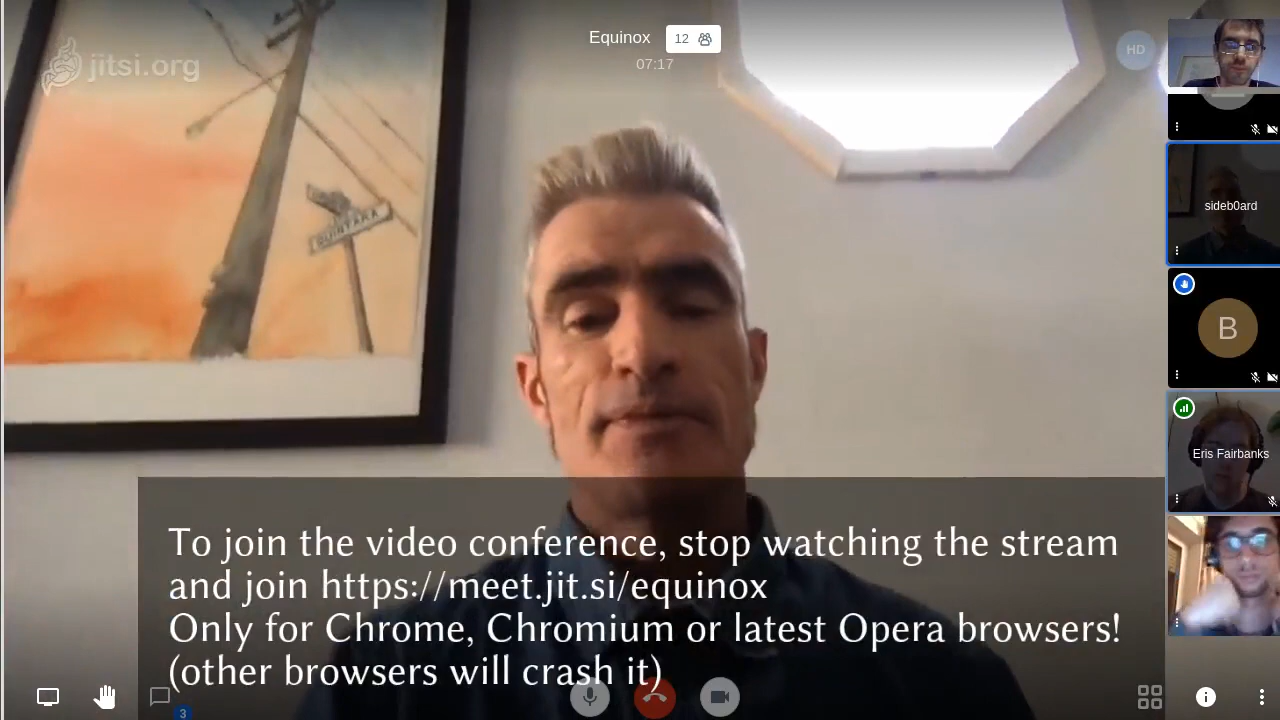 Equinox
12
07:17
HD
jitsi.org
QUINTARA
sideb0ard
B
Eris Fairbanks
To join the video conference, stop watching the stream
and join https://meet.jit.si/equinox
Only for Chrome, Chromium or latest Opera browsers!
(other browsers will crash it)
3